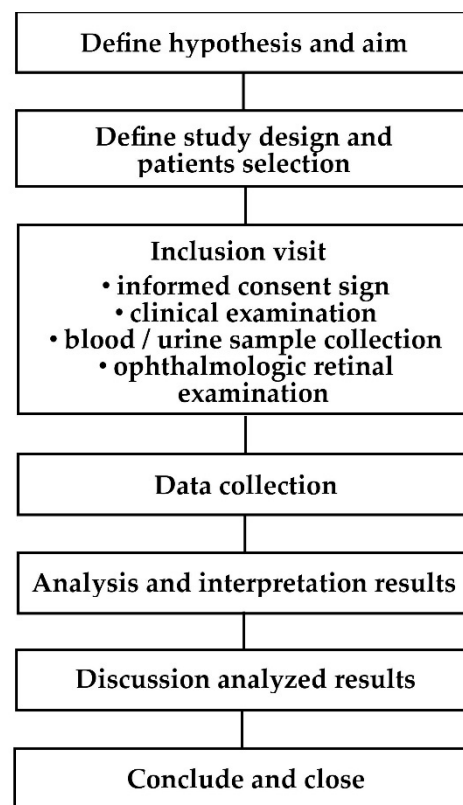 Define hypothesis and aim
Define study design and
patients selection
Inclusion visit
• informed consent sign
• clinical examination
• blood / urine sample collection
• ophthalmologic retinal
examination
Data collection
Analysis and interpretation results
Discussion analyzed results
Conclude and close